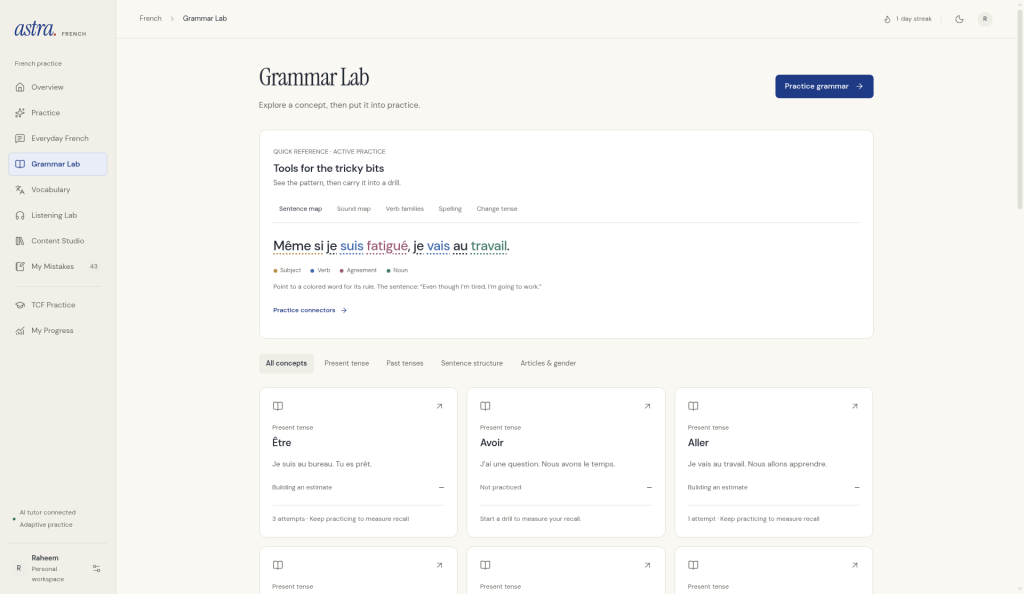 astra. FRENCH
French practice
Overview
Practice
Everyday French
Grammar Lab
Vocabulary
Listening Lab
Content Studio
My Mistakes 43
TCF Practice
My Progress
AI tutor connected
Adaptive practice
R
Raheem
Personal
workspace
French > Grammar Lab
1 day streak
R
Grammar Lab
Explore a concept, then put it into practice.
Practice grammar →
QUICK REFERENCE · ACTIVE PRACTICE
Tools for the tricky bits
See the pattern, then carry it into a drill.
Sentence map Sound map Verb families Spelling Change tense
Même si je suis fatigué, je vais au travail.
Subject Verb Agreement Noun
Point to a colored word for its rule. The sentence: “Even though I’m tired, I’m going to work.”
Practice connectors →
All concepts Present tense Past tenses Sentence structure Articles & gender
Present tense
Être
Je suis au bureau. Tu es prêt.
Building an estimate —
3 attempts · Keep practicing to measure recall
Present tense
Avoir
J’ai une question. Nous avons le temps.
Not practiced —
Start a drill to measure your recall.
Present tense
Aller
Je vais au travail. Nous allons apprendre.
Building an estimate —
1 attempt · Keep practicing to measure recall
Present tense
Present tense
Present tense